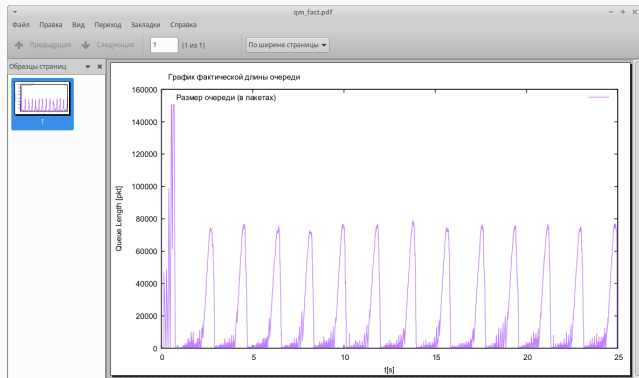 qm_fact.pdf
Файл Правка Вид Переход Закладки Справка
Предыдущая Следующая 1 (1 из 1) По ширине страницы
Образцы страниц
1
График фактической длины очереди
Размер очереди (в пакетах)
160000
140000
120000
100000
80000
60000
40000
20000
0
Queue Length [pkt]
0 5 10 15 20 25
t[s]